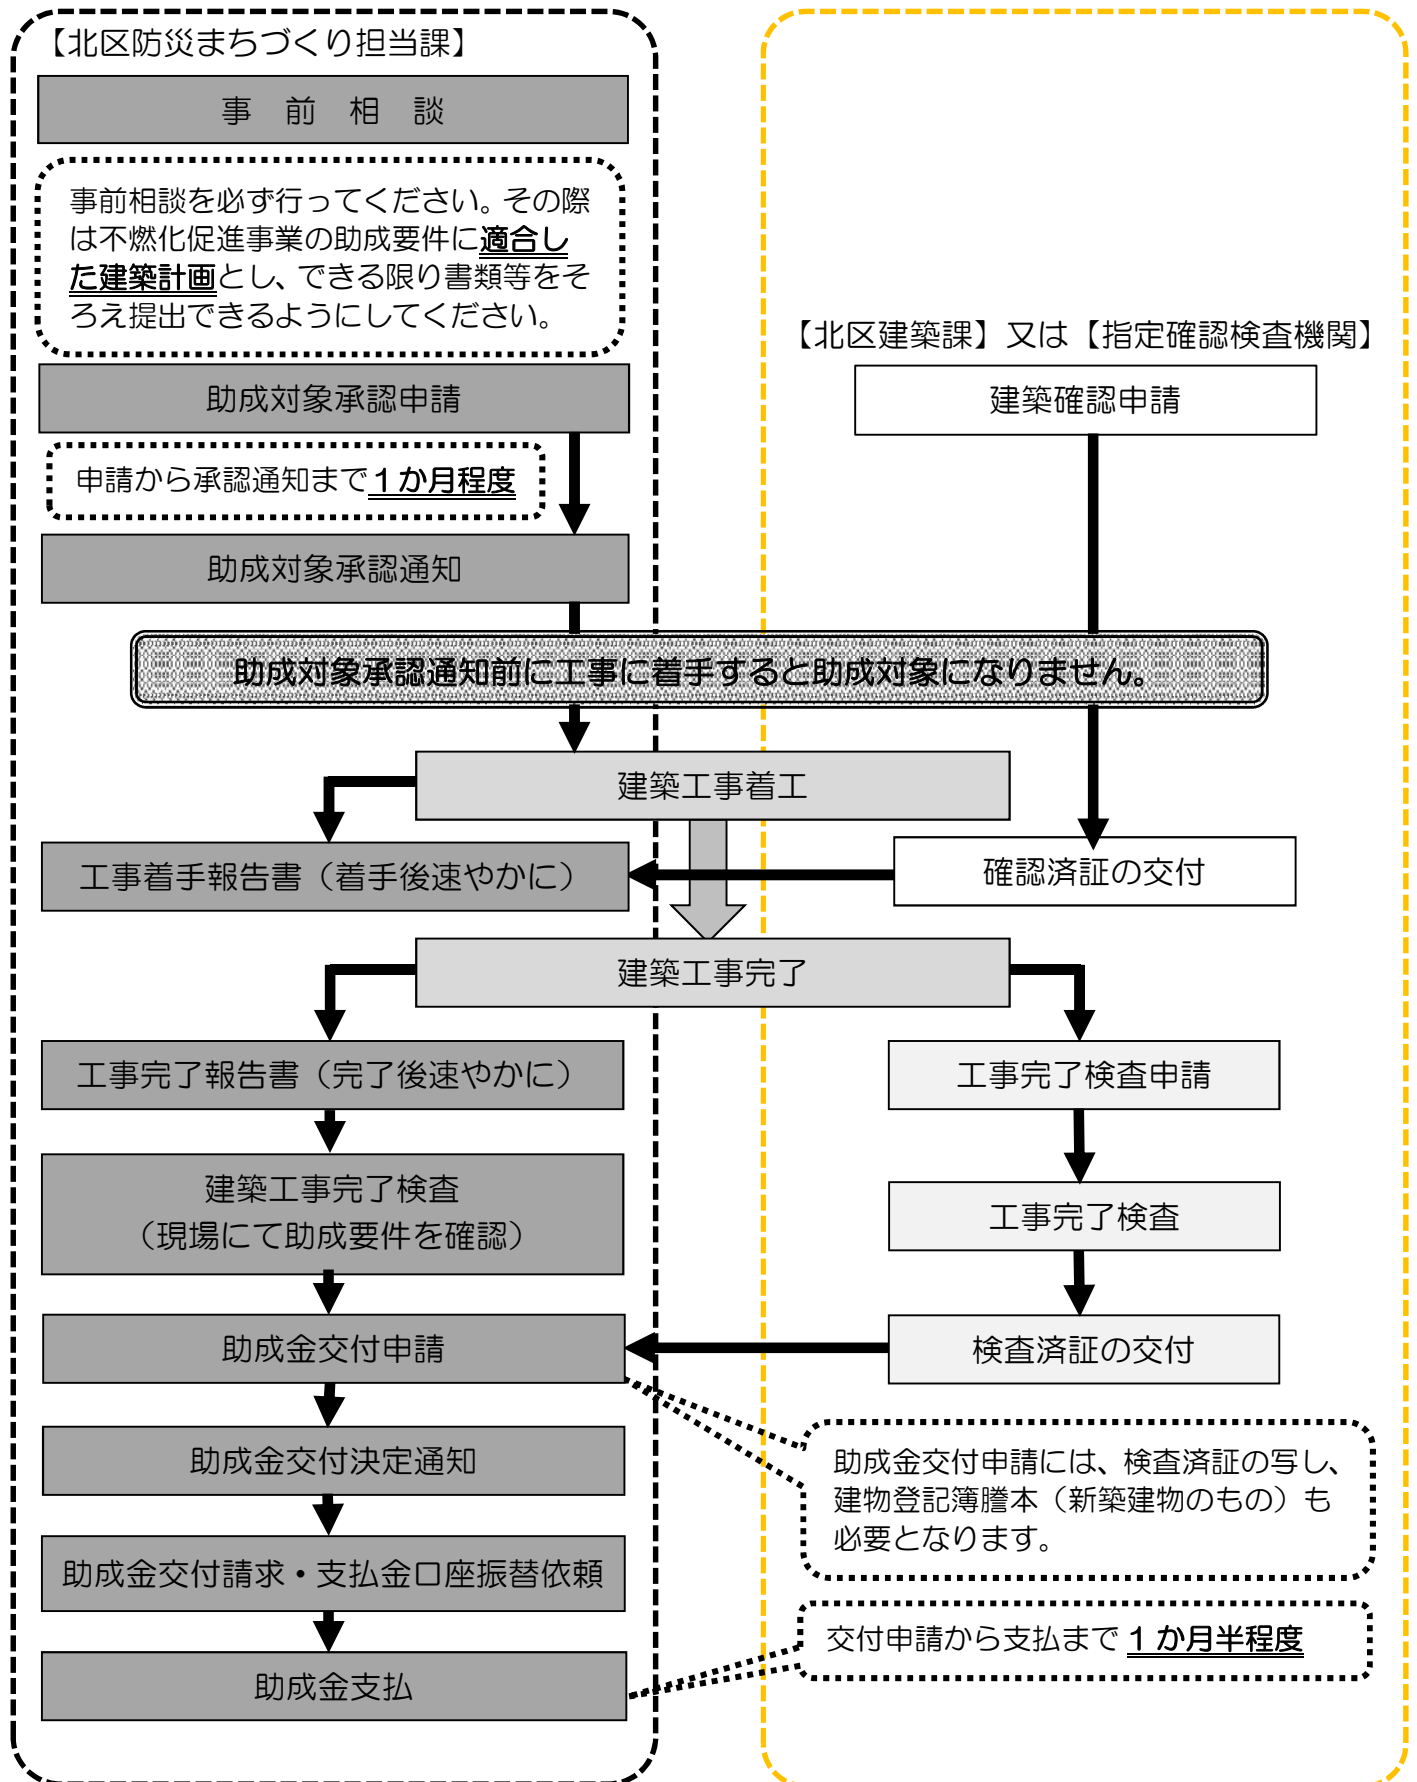 【北区防災まちづくり担当課】
事　前　相　談
事前相談を必ず行ってください。その際
は不燃化促進事業の助成要件に適合し
た建築計画とし、できる限り書類等をそ
ろえ提出できるようにしてください。
【北区建築課】又は【指定確認検査機関】
助成対象承認申請
建築確認申請
申請から承認通知まで１か月程度
助成対象承認通知
助成対象承認通知前に工事に着手すると助成対象になりません。
建築工事着工
工事着手報告書（着手後速やかに）
確認済証の交付
建築工事完了
工事完了報告書（完了後速やかに）
工事完了検査申請
建築工事完了検査
（現場にて助成要件を確認）
工事完了検査
助成金交付申請
検査済証の交付
助成金交付決定通知
助成金交付申請には、検査済証の写し、
建物登記簿謄本（新築建物のもの）も
必要となります。
助成金交付請求・支払金口座振替依頼
交付申請から支払まで１か月半程度
助成金支払